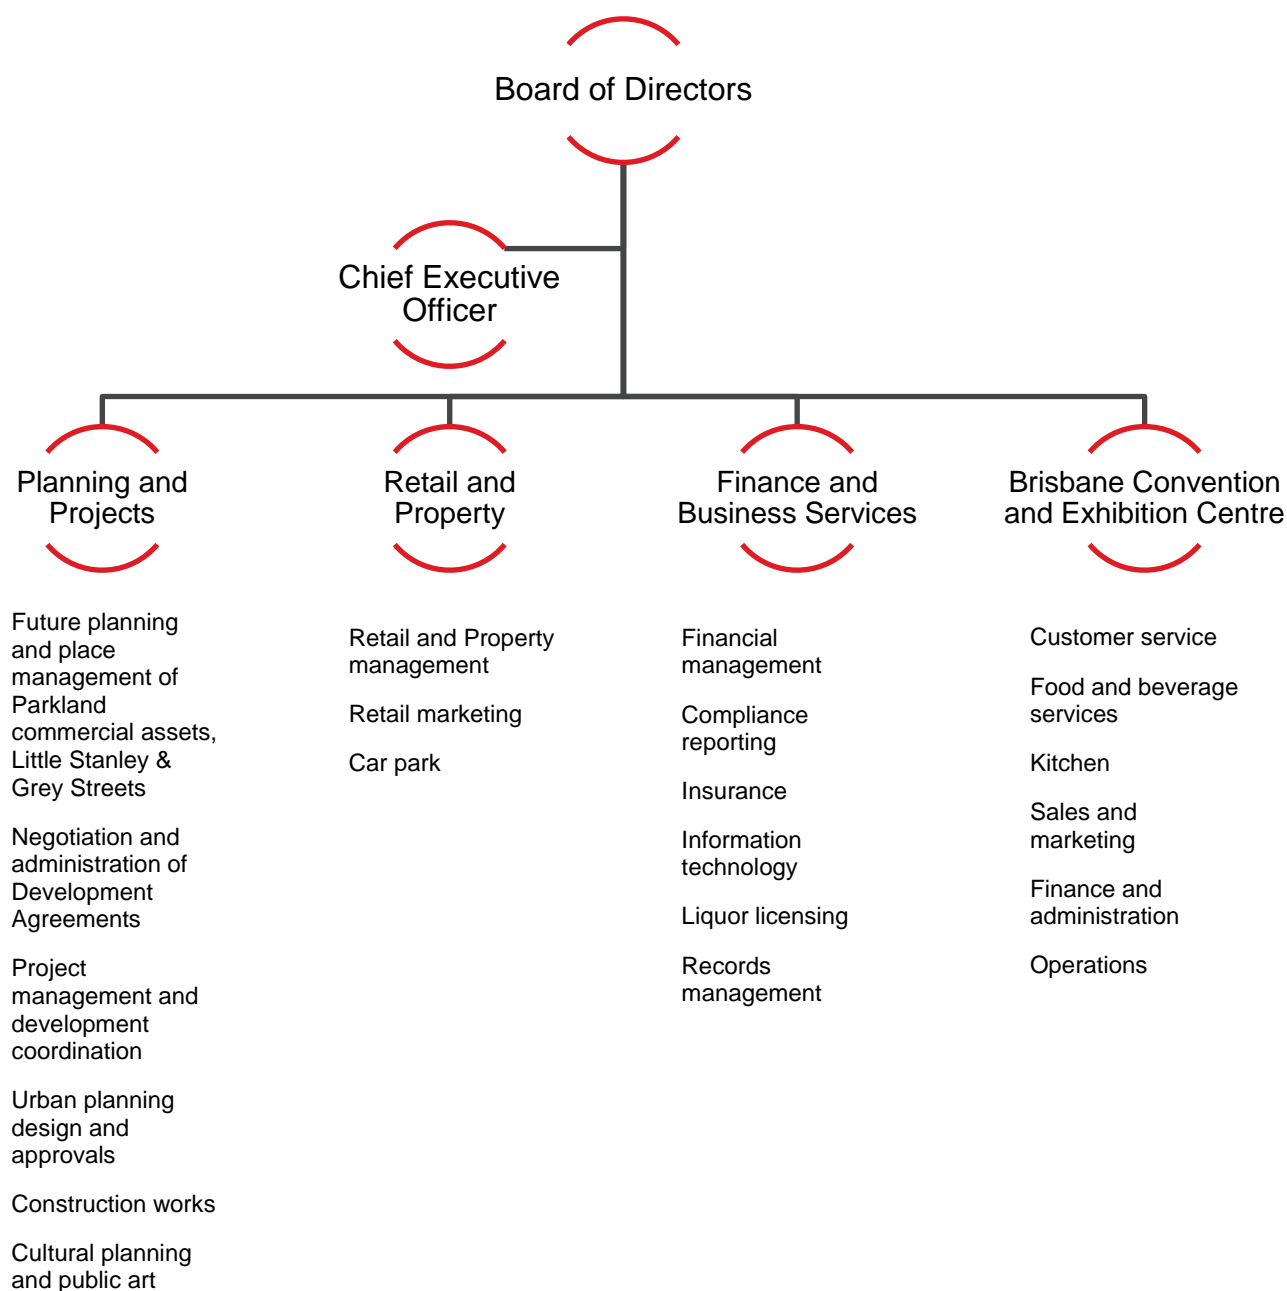 Board of Directors
Chief Executive
Officer
Planning and
Projects
Retail and
Property
Finance and
Business Services
Brisbane Convention
and Exhibition Centre
Future planning
and place
management of
Parkland
commercial assets,
Little Stanley &
Grey Streets
Negotiation and
administration of
Development
Agreements
Project
management and
development
coordination
Urban planning
design and
approvals
Construction works
Cultural planning
and public art
Retail and Property
management
Retail marketing
Car park
Financial
management
Compliance
reporting
Insurance
Information
technology
Liquor licensing
Records
management
Customer service
Food and beverage
services
Kitchen
Sales and
marketing
Finance and
administration
Operations